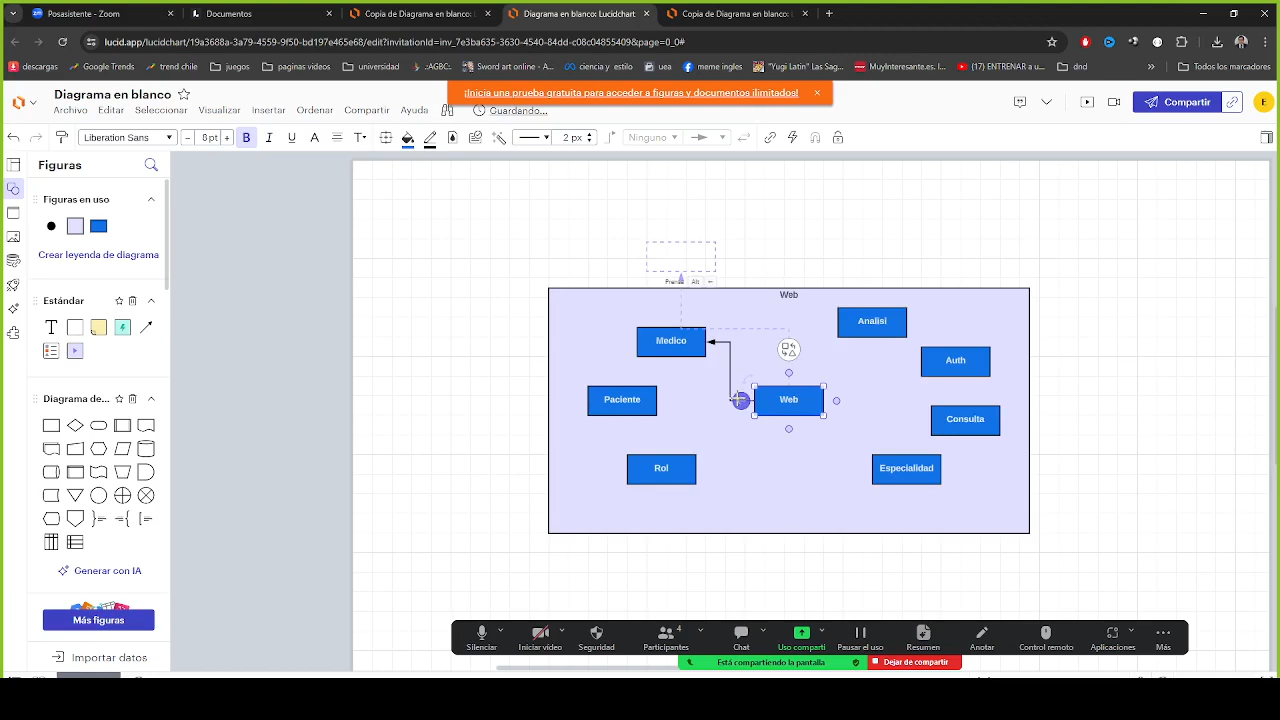 Posasistente - Zoom
Documentos
Copia de Diagrama en blanco: L
Diagrama en blanco: Lucidchart
Copia de Diagrama en blanco: L
lucid.app/lucidchart/19a3688a-3a79-4559-9f50-bd197e465e68/edit?invitationId=inv_7e3ba635-3630-4540-84dd-c08c04855409&page=0_0#
descargas
Google Trends
trend chile
juegos
paginas videos
universidad
.:AGBC:.
Sword art online - A...
ciencia y estilo
uea
meme ingles
"Yugi Latin" Las Sag...
MuyInteresante.es. I...
(17) ENTRENAR a u...
dnd
Todos los marcadores
Diagrama en blanco
¡Inicia una prueba gratuita para acceder a figuras y documentos ilimitados!
Archivo
Editar
Seleccionar
Visualizar
Insertar
Ordenar
Compartir
Ayuda
Guardando...
Compartir
E
Liberation Sans
8pt
B
I
U
A
T
2 px
Ninguno
Figuras
Figuras en uso
Crear leyenda de diagrama
Estándar
T
Diagrama de...
Generar con IA
Más figuras
Importar datos
Alt
Web
Analisi
Medico
Auth
Paciente
Web
Consulta
Rol
Especialidad
Silenciar
Iniciar video
Seguridad
4
Participantes
Chat
Uso comparti
Pausar el uso
Resumen
Anotar
Control remoto
Aplicaciones
Más
Está compartiendo la pantalla
Dejar de compartir